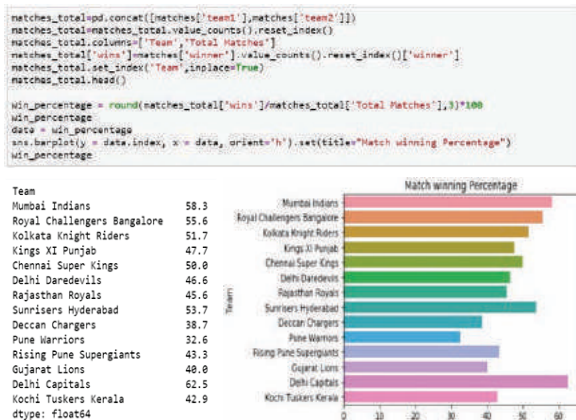 matches_total=pd.concat([matches['team1'],matches['team2']])
matches_total=matches_total.value_counts().reset_index()
matches_total.columns=['Team','Total Matches']
matches_total['wins']=matches['winner'].value_counts().reset_index()['winner']
matches_total.set_index('Team',inplace=True)
matches_total.head()
win_percentage = round(matches_total['wins']/matches_total['Total Matches'],3)*100
win_percentage
data = win_percentage
sns.barplot(y = data.index, x = data, orient='h').set(title="Match winning Percentage")
win_percentage
Team
Mumbai Indians 58.3
Royal Challengers Bangalore 55.6
Kolkata Knight Riders 51.7
Kings XI Punjab 47.7
Chennai Super Kings 50.0
Delhi Daredevils 46.6
Rajasthan Royals 45.6
Sunrisers Hyderabad 53.7
Deccan Chargers 38.7
Pune Warriors 32.6
Rising Pune Supergiants 43.3
Gujarat Lions 40.0
Delhi Capitals 62.5
Kochi Tuskers Kerala 42.9
dtype: float64
Match winning Percentage
Team
Mumbai Indians
Royal Challengers Bangalore
Kolkata Knight Riders
Kings XI Punjab
Chennai Super Kings
Delhi Daredevils
Rajasthan Royals
Sunrisers Hyderabad
Deccan Chargers
Pune Warriors
Rising Pune Supergiants
Gujarat Lions
Delhi Capitals
Kochi Tuskers Kerala
0 10 20 30 40 50 60